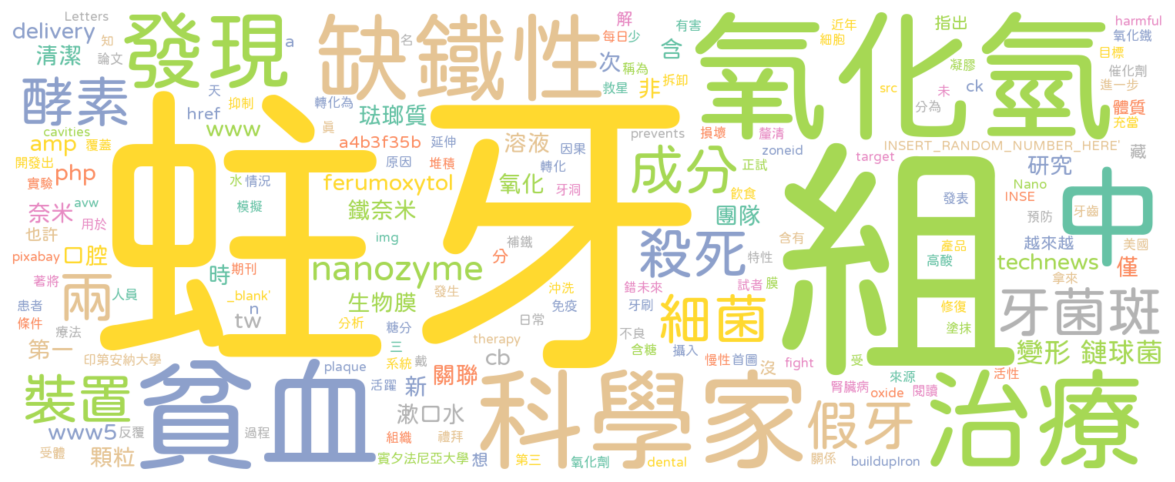 Letters
delivery
清潔
知
論文
發現
天
a
缺鐵性
名
解
每日
少
有害
近年
細胞
指出
harmful
氧化鐵
目標
氧化氫
酵素
href
抑制
轉化為
琺瑯質
次
含
稱為
救星
非
拆卸
凝膠
ck
src
未
分為
催化劑
進一步
體質
充當
cavities
覆蓋
www
amp
眞
a4b3f35b
延伸
溶液
因果
prevents
損壞
釐清
INSERT_RANDOM_NUMBER_HERE`
藏
開發出
php
實驗
水
情況
原因
堆積
氧化
轉化
牙洞
成分
正試
zoneid
target
研究
Nano
INSE
預防
中
牙齒
美國
蛀牙
組
奈米
avw
用於
模擬
ferumoxytol
鐵奈米
飲食
團隊
發表
也許
pixabay
口腔
img
補鐵
殺死
特性
含有
產品
越來越
technews
僅
拿來
著將
人員
兩
時
期刊
nanozyme
分
發生
沖洗
錯未來
試者
膜
高酸
患者
條件
_blank`
n
tw
生物膜
免疫
牙刷
細菌
修復
牙菌斑
療法
分析
糖分
日常
不良
塗抹
第一
印第安納大學
三
系統
戴
therapy
cb
含糖
攝入
慢性
首圈
fight
受
變形
鏈球菌
裝置
貧血
plaque
活躍
新
關聯
科學家
沒
腎臟病
來源
oxide
閱讀
活性
治療
www5
反覆
過程
漱口水
假牙
受體
顆粒
組織
禮拜
賓夕法尼亞大學
想
第三
氧化劑
dental
關係
buildupIron